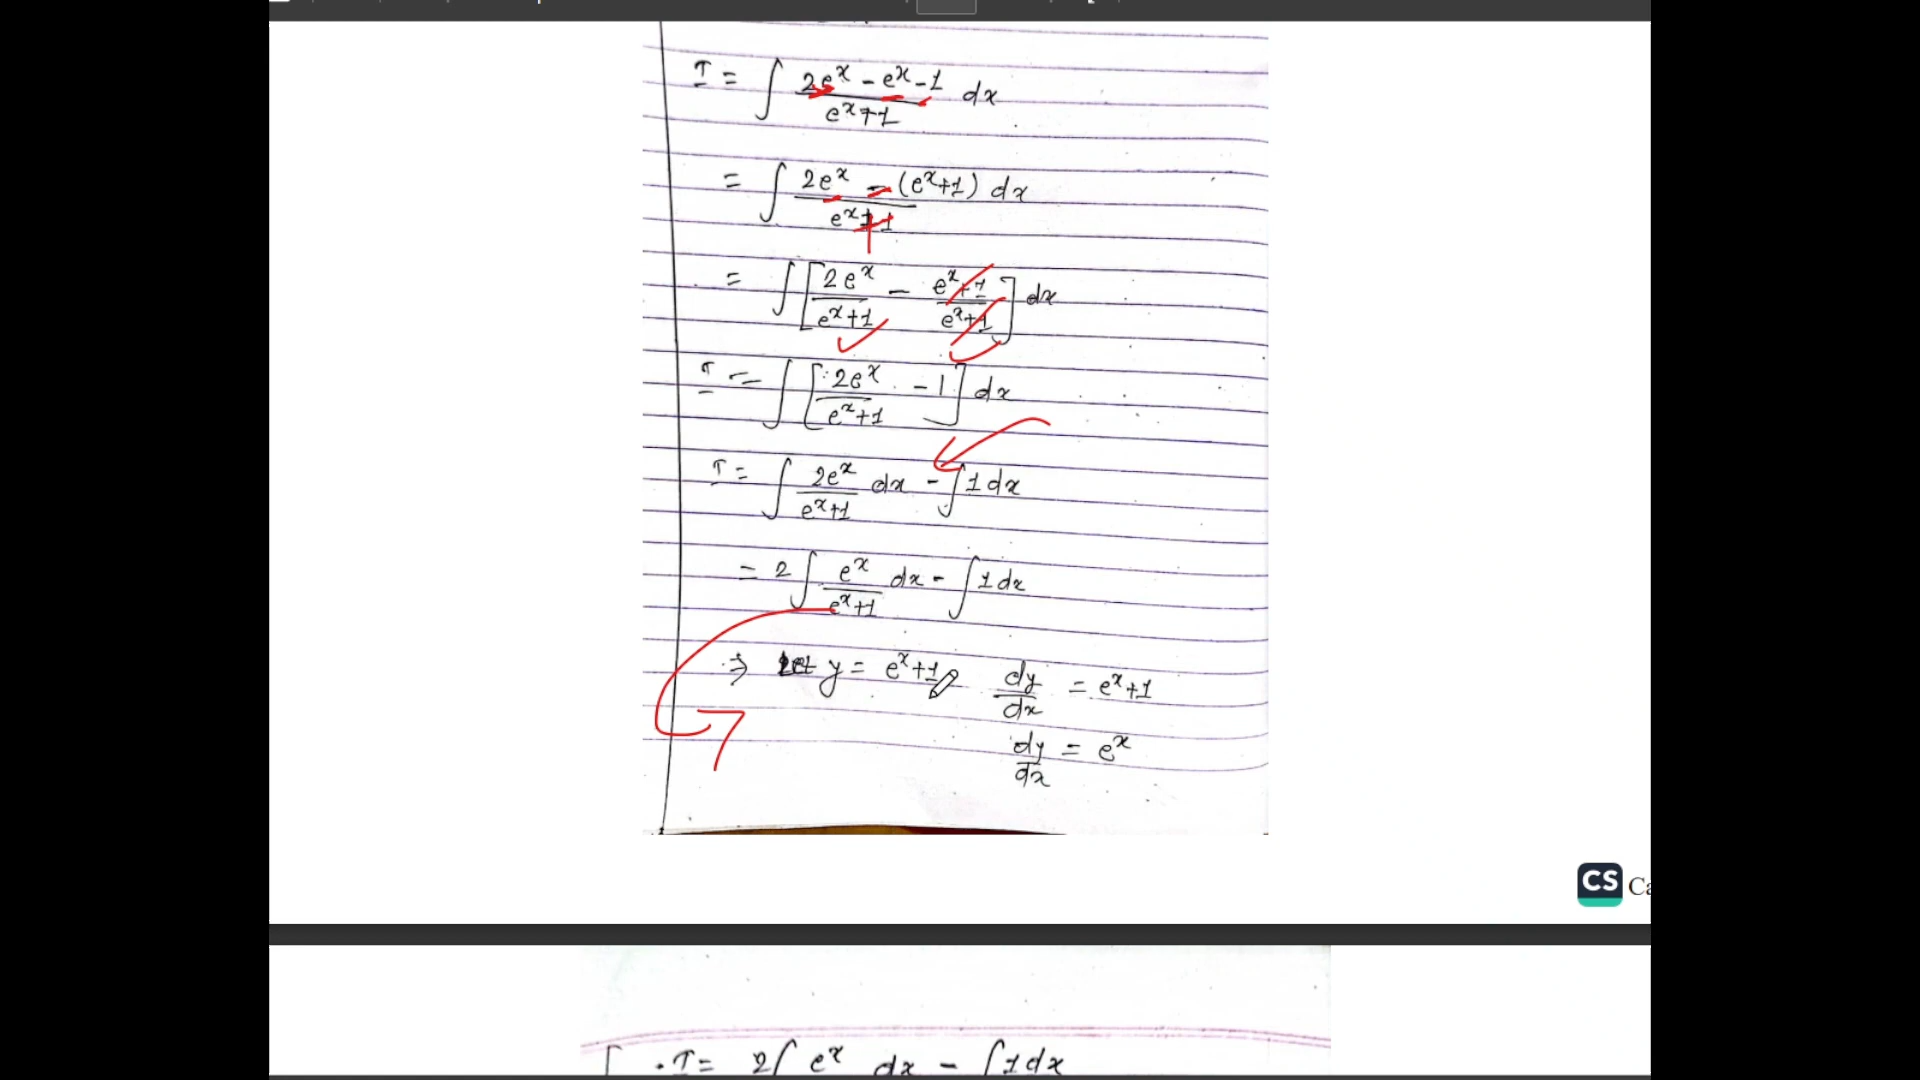 I = ∫ 2e^x - e^x - 1 / e^x + 1 dx
= ∫ 2e^x - (e^x+1) / e^x + 1 dx
= ∫ [ 2e^x / e^x+1 - e^x+1 / e^x+1 ] dx
I = ∫ [ 2e^x / e^x+1 - 1 ] dx
I = ∫ 2e^x / e^x+1 dx - ∫ 1 dx
= 2 ∫ e^x / e^x+1 dx - ∫ 1 dx
⇒ Let y = e^x+1 dy/dx = e^x+1
dy/dx = e^x
CS
I = 2∫ e^x dx - ∫ 1 dx